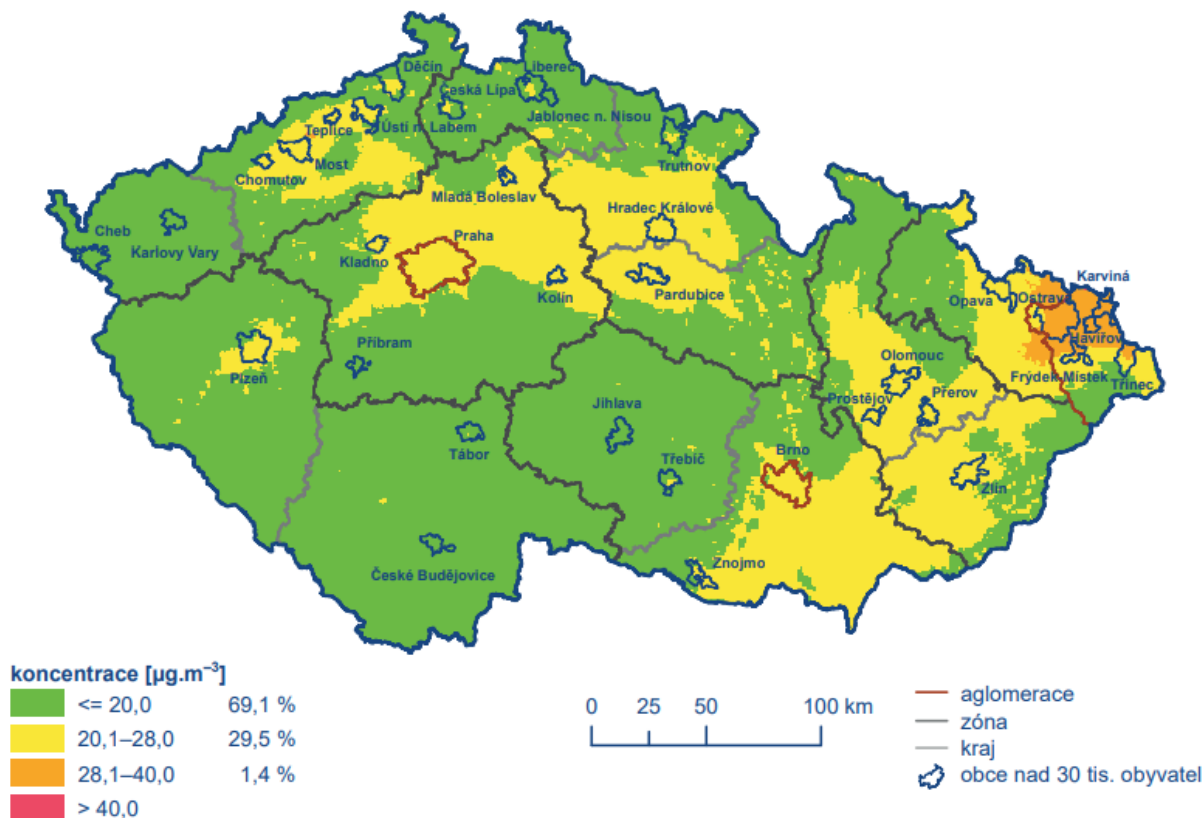 Děčín
Liberec
Česká Lípa
Jablonec n. Nisou
Teplice
Ústí n. Labem
Most
Chomutov
Trutnov
Mladá Boleslav
Hradec Králové
Cheb
Karlovy Vary
Praha
Kladno
Kolín
Pardubice
Karviná
Opava
Ostrava
Havířov
Příbram
Plzeň
Olomouc
Frýdek Místek
Třinec
Prostějov
Přerov
Jihlava
Tábor
Třebíč
Brno
Zlín
Znojmo
České Budějovice
koncentrace [µg.m⁻³]
<= 20,0 69,1 %
20,1–28,0 29,5 %
28,1–40,0 1,4 %
> 40,0
0 25 50 100 km
aglomerace
zóna
kraj
obce nad 30 tis. obyvatel